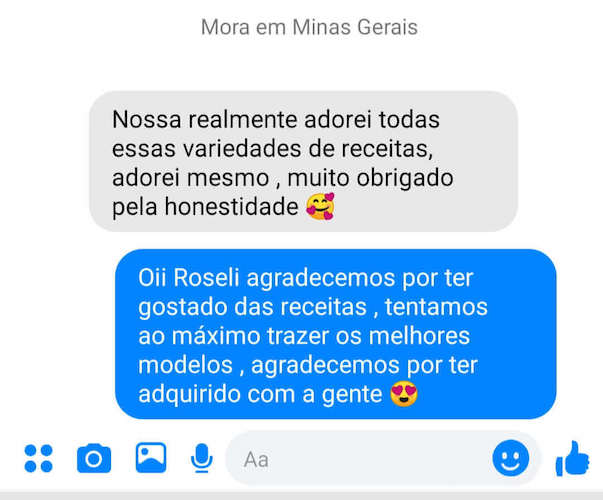 Mora em Minas Gerais
Nossa realmente adorei todas
essas variedades de receitas,
adorei mesmo , muito obrigado
pela honestidade 🥰
Oii Roseli agradecemos por ter
gostado das receitas , tentamos
ao máximo trazer os melhores
modelos , agradecemos por ter
adquirido com a gente 😍
Aa